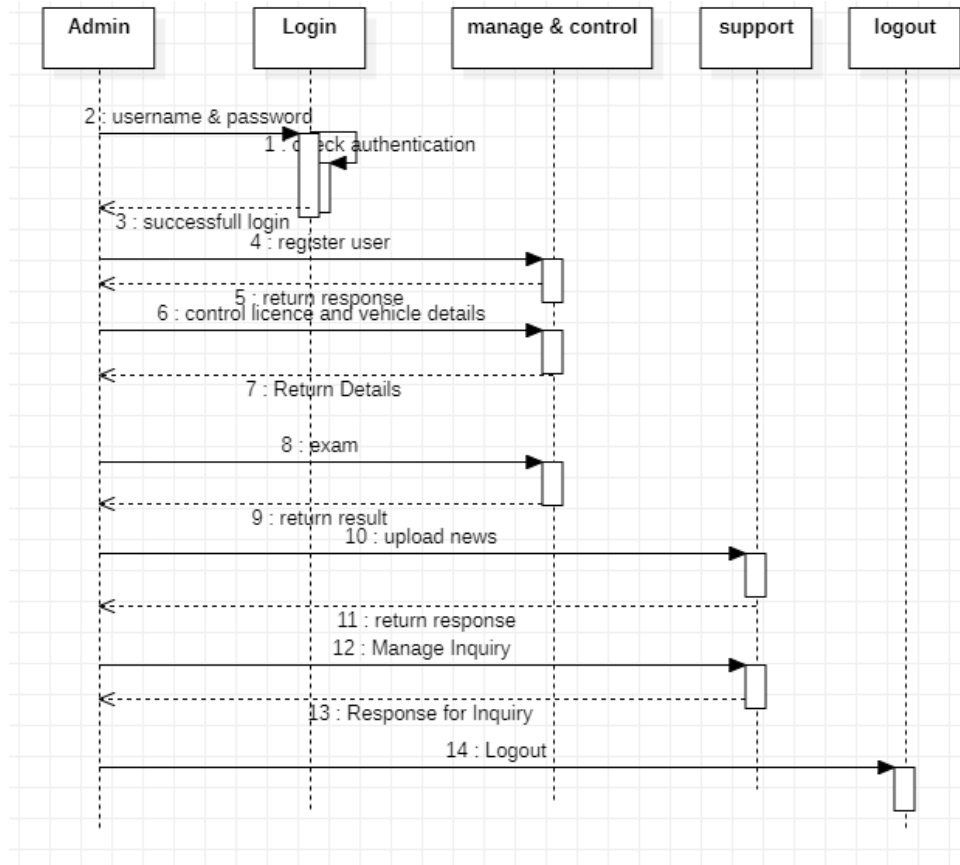 Admin
Login
manage & control
support
logout
2 : username & password
1 : check authentication
3 : successfull login
4 : register user
5 : return response
6 : control licence and vehicle details
7 : Return Details
8 : exam
9 : return result
10 : upload news
11 : return response
12 : Manage Inquiry
13 : Response for Inquiry
14 : Logout